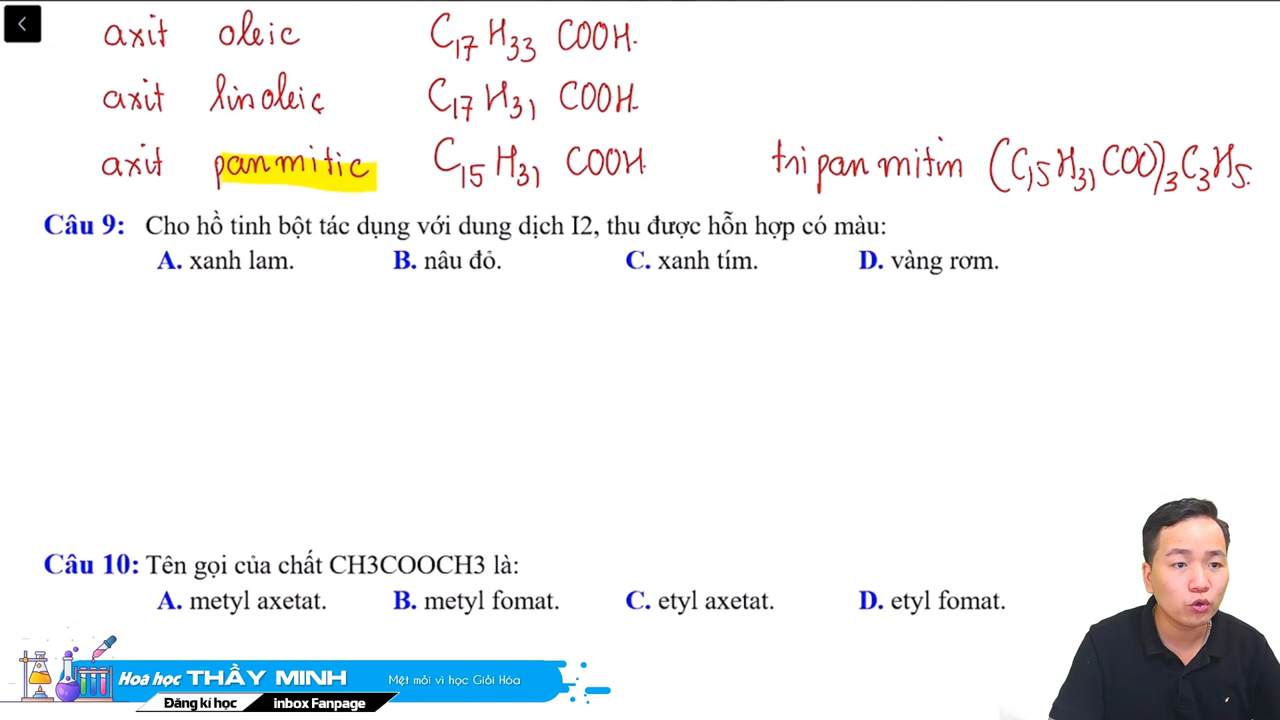 axit oleic C17H33 COOH.
axit linoleic C17H31 COOH.
axit panmitic C15H31 COOH. tripanmitin (C15H31COO)3C3H5.
Câu 9: Cho hồ tinh bột tác dụng với dung dịch I2, thu được hỗn hợp có màu:
A. xanh lam. B. nâu đỏ. C. xanh tím. D. vàng rơm.
Câu 10: Tên gọi của chất CH3COOCH3 là:
A. metyl axetat. B. metyl fomat. C. etyl axetat. D. etyl fomat.
Hoá học THẦY MINH Mệt mỏi vì học Giỏi Hóa
Đăng kí học inbox Fanpage